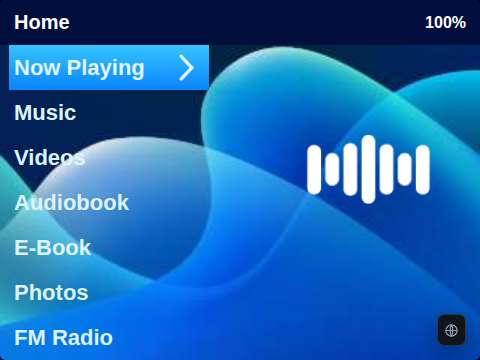 Home
100%
Now Playing
Music
Videos
Audiobook
E-Book
Photos
FM Radio